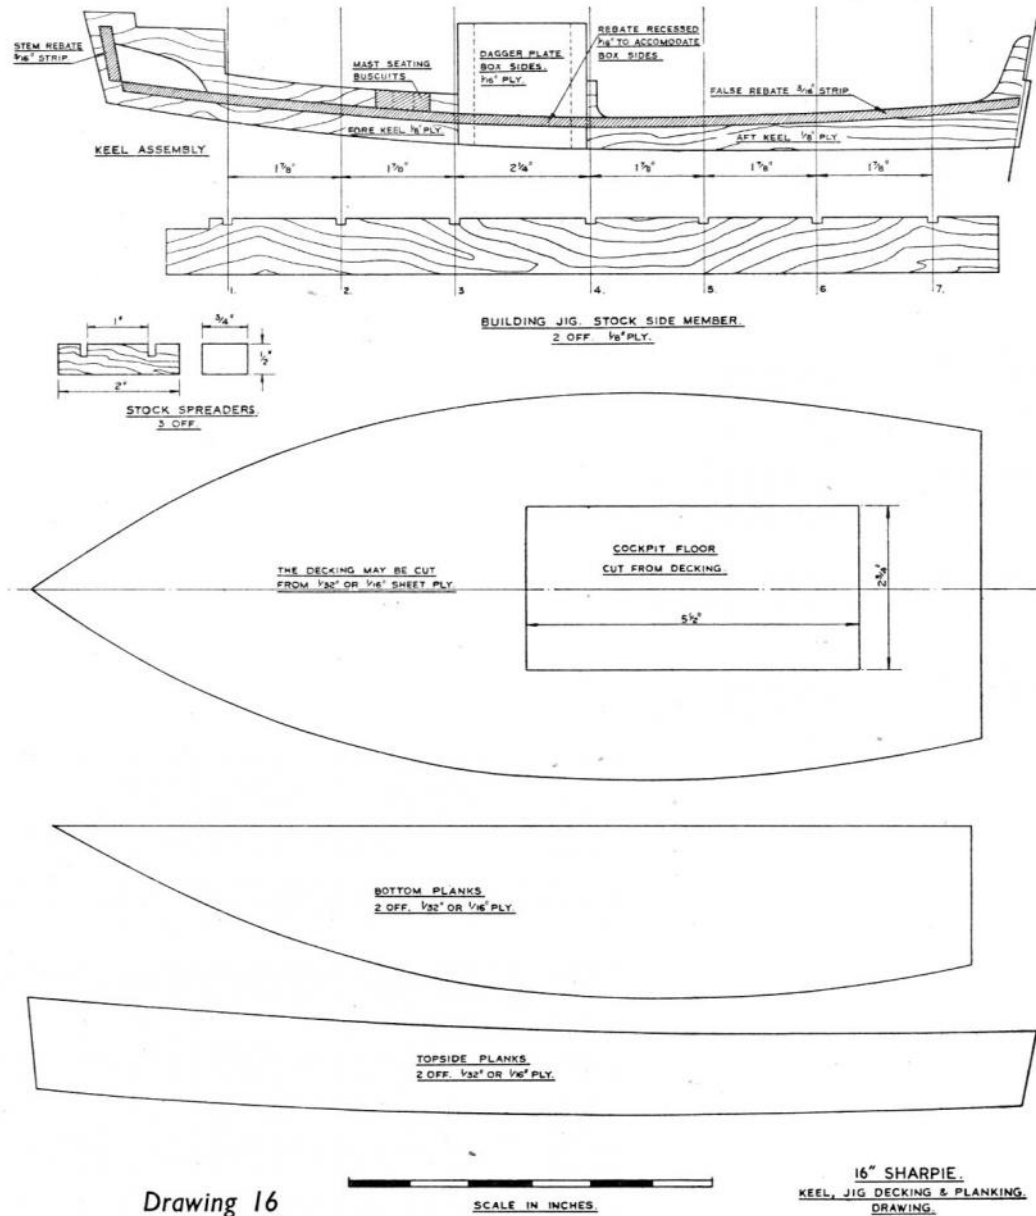 STEM REBATE
3/16" STRIP
MAST SEATING
BUSCUITS
DAGGER PLATE
BOX SIDES.
1/16" PLY.
REBATE RECESSED
1/16" TO ACCOMODATE
BOX SIDES
FALSE REBATE 3/16" STRIP
FORE KEEL 1/8" PLY.
AFT KEEL 1/8" PLY.
KEEL ASSEMBLY
1 7/8"
1 7/8"
2 1/4"
1 7/8"
1 7/8"
1 7/8"
1.
2.
3.
4.
5.
6.
7.
BUILDING JIG. STOCK SIDE MEMBER.
2 OFF. 1/8" PLY.
1"
3/4"
1/2"
2"
STOCK SPREADERS.
3 OFF.
THE DECKING MAY BE CUT
FROM 1/32" OR 1/16" SHEET PLY.
COCKPIT FLOOR
CUT FROM DECKING
5 1/2"
2 3/4"
BOTTOM PLANKS
2 OFF. 1/32" OR 1/16" PLY.
TOPSIDE PLANKS
2 OFF. 1/32" OR 1/16" PLY.
Drawing 16
SCALE IN INCHES.
16" SHARPIE.
KEEL, JIG DECKING & PLANKING.
DRAWING.